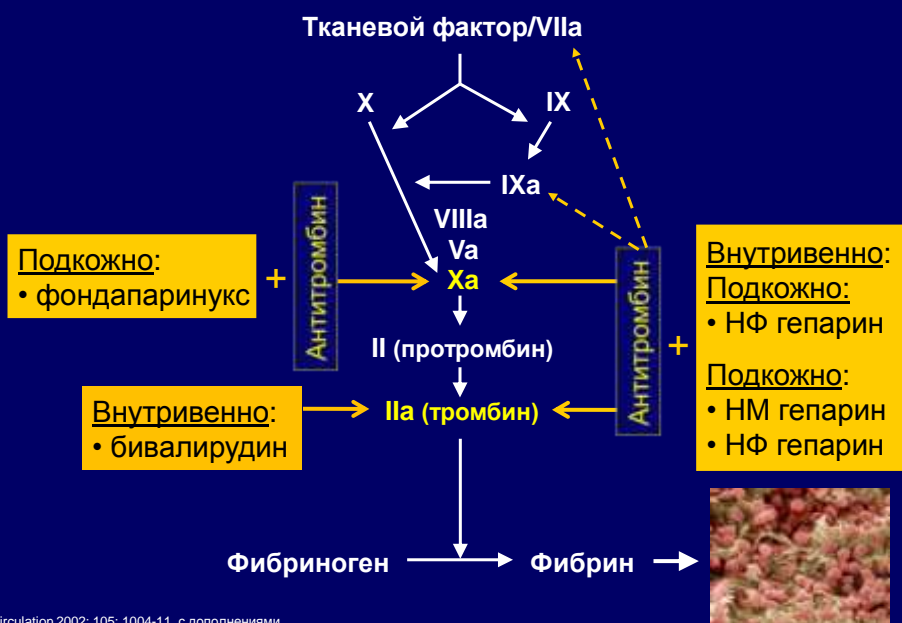 Тканевой фактор/VIIa
X
IX
IXa
VIIIa
Va
Xa
Подкожно:
• фондапаринукс
+
Антитромбин
II (протромбин)
Внутривенно:
• бивалирудин
IIa (тромбин)
Антитромбин
+
Внутривенно:
Подкожно:
• НФ гепарин
Подкожно:
• НМ гепарин
• НФ гепарин
Фибриноген
Фибрин
irculation 2002; 105: 1004-11, с дополнениями